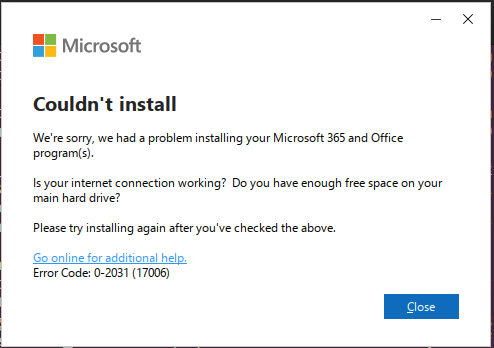 Microsoft
Couldn't install
We're sorry, we had a problem installing your Microsoft 365 and Office
program(s).
Is your internet connection working?  Do you have enough free space on your
main hard drive?
Please try installing again after you've checked the above.
Go online for additional help.
Error Code: 0-2031 (17006)
Close